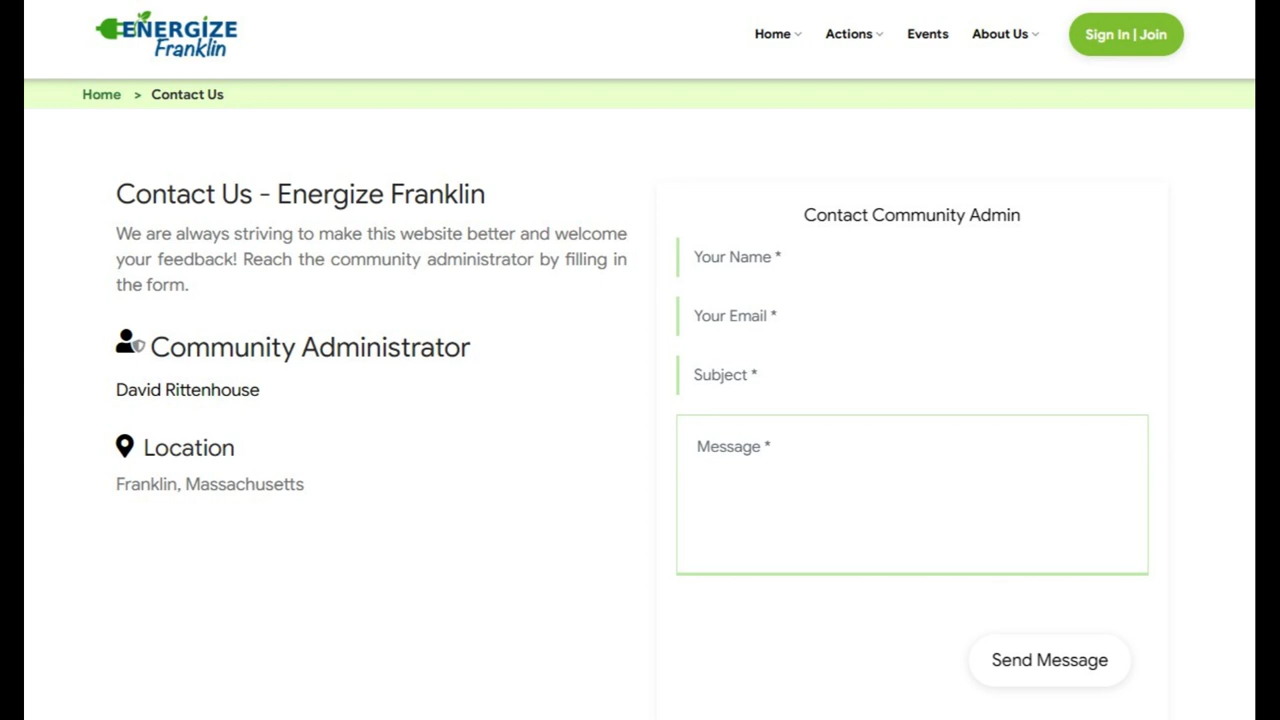 ENERGIZE
Franklin
Home
Actions
Events
About Us
Sign In | Join
Home > Contact Us
Contact Us - Energize Franklin
We are always striving to make this website better and welcome
your feedback! Reach the community administrator by filling in
the form.
Community Administrator
David Rittenhouse
Location
Franklin, Massachusetts
Contact Community Admin
Your Name *
Your Email *
Subject *
Message *
Send Message